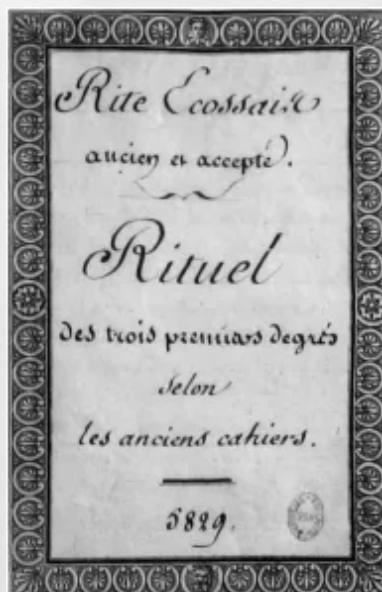 Rite Ecossais
ancien et accepté.
Rituel
des trois premiers degrés
selon
les anciens cahiers.
5829.